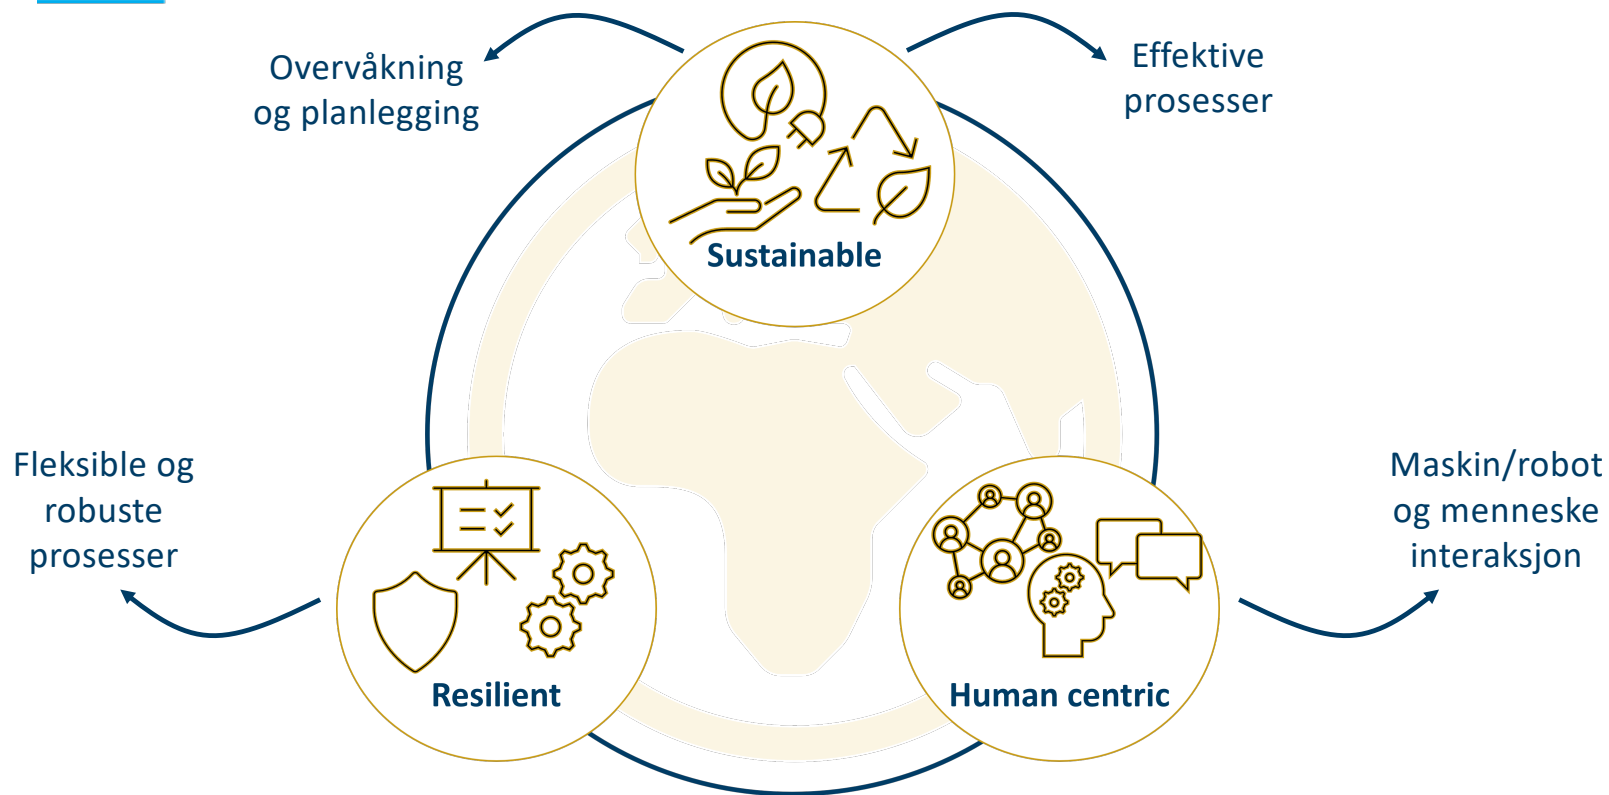 Overvåkning
og planlegging
Effektive
prosesser
Sustainable
Fleksible og
robuste
prosesser
Maskin/robot
og menneske
interaksjon
Resilient
Human centric